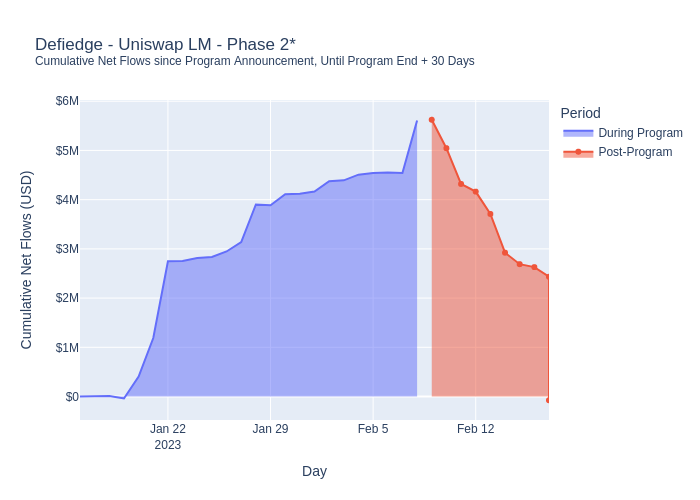 Defiedge - Uniswap LM - Phase 2*
Cumulative Net Flows since Program Announcement, Until Program End + 30 Days
Period
During Program
Post-Program
Cumulative Net Flows (USD)
$6M
$5M
$4M
$3M
$2M
$1M
$0
Jan 22
2023
Jan 29
Feb 5
Feb 12
Day